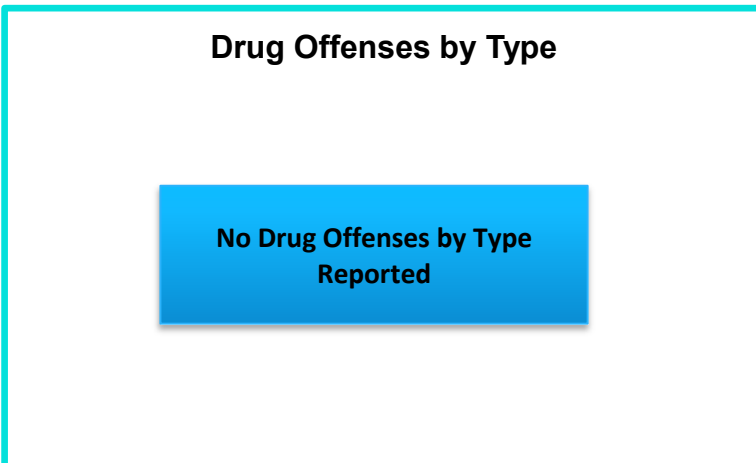 Drug Offenses by Type
No Drug Offenses by Type
Reported